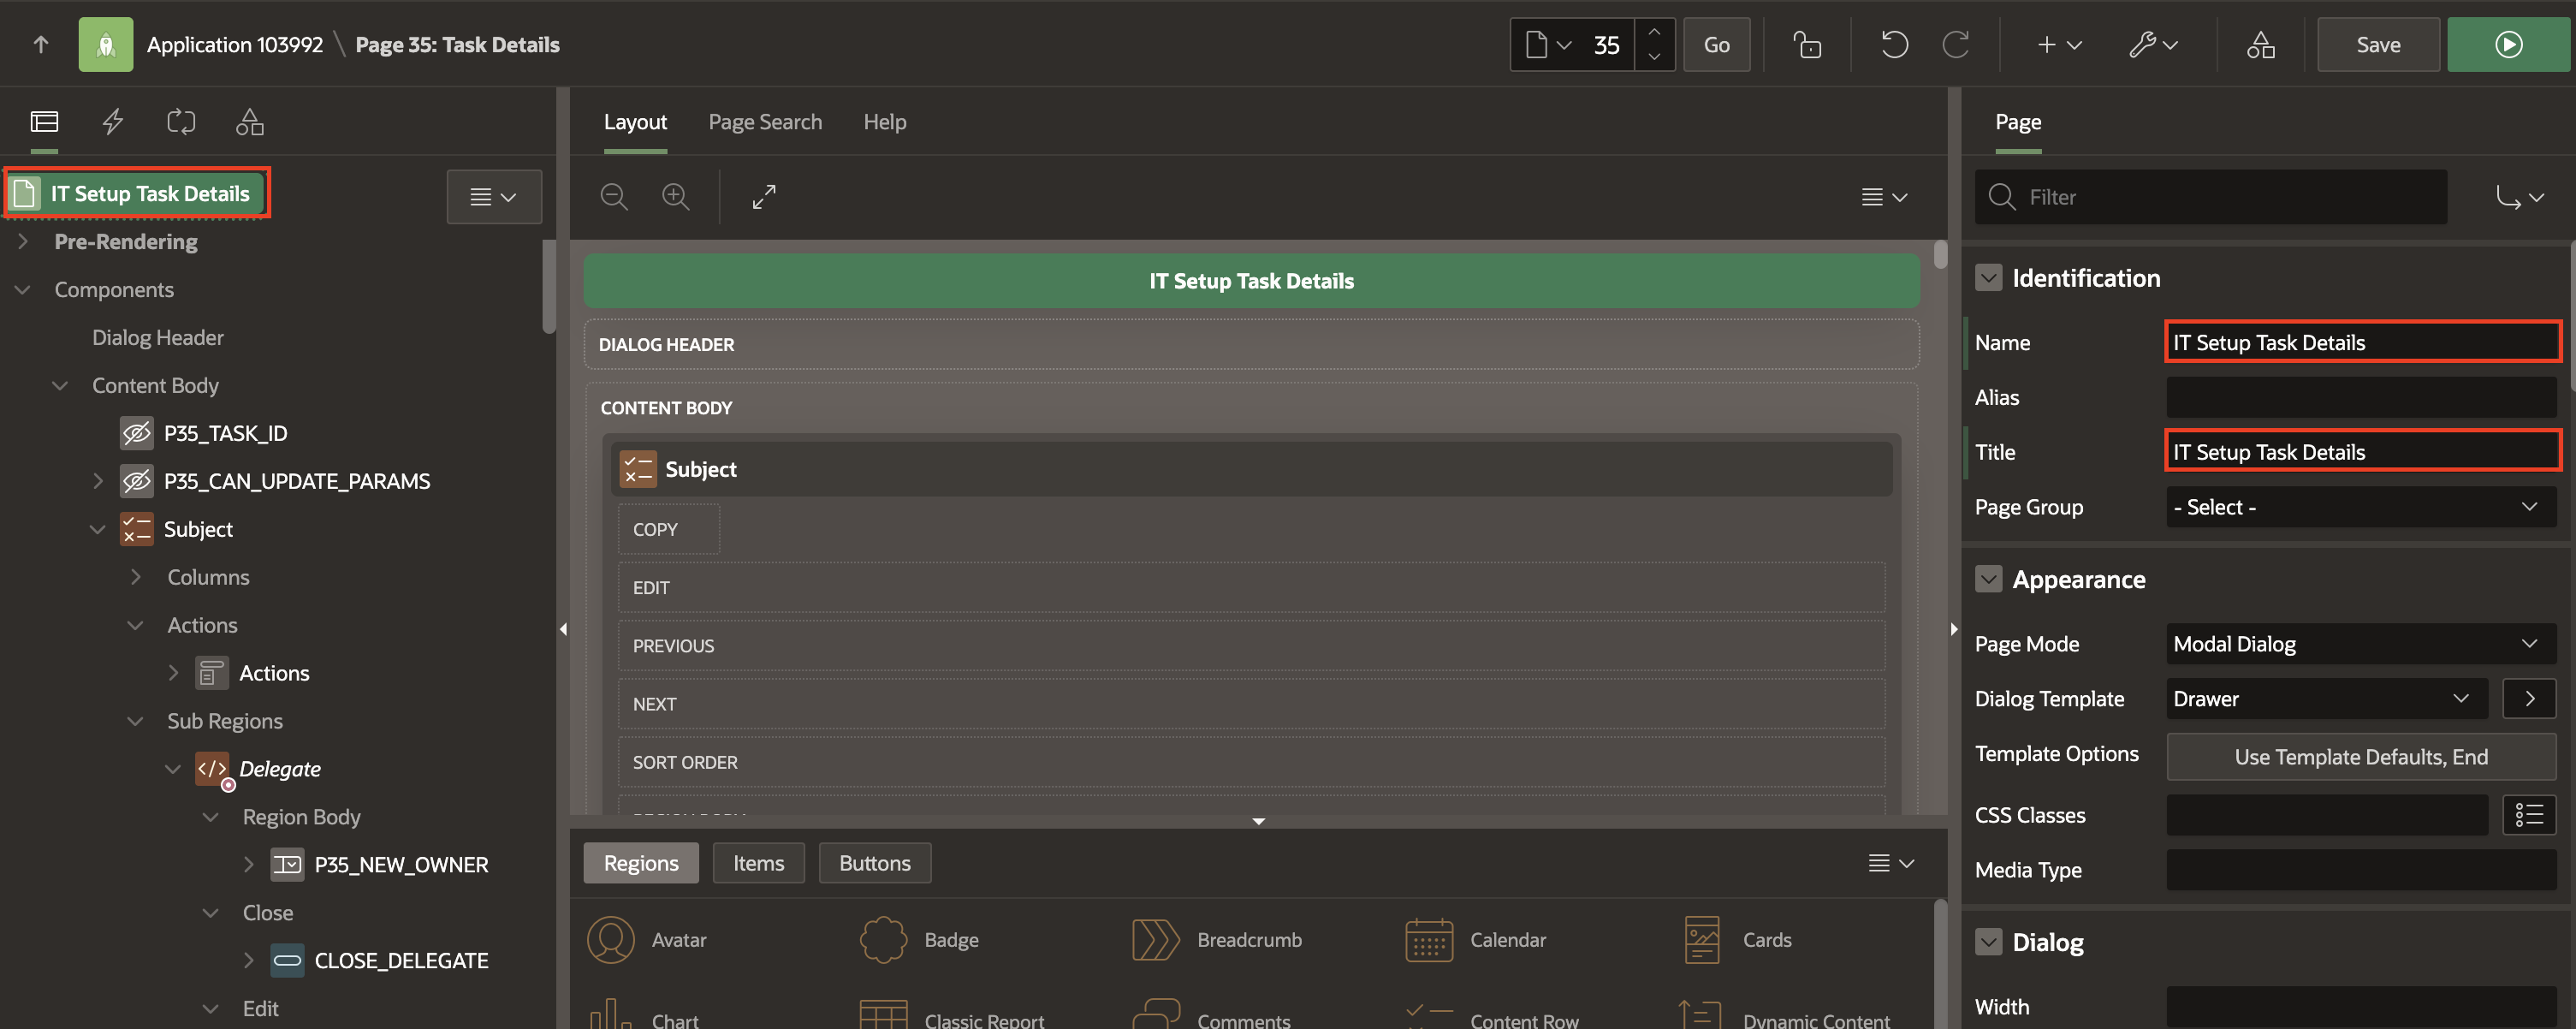 Application 103992 \ Page 35: Task Details
35
Go
Save
IT Setup Task Details
Pre-Rendering
Components
Dialog Header
Content Body
P35_TASK_ID
P35_CAN_UPDATE_PARAMS
Subject
Columns
Actions
Actions
Sub Regions
Delegate
Region Body
P35_NEW_OWNER
Close
CLOSE_DELEGATE
Edit
Layout
Page Search
Help
IT Setup Task Details
DIALOG HEADER
CONTENT BODY
Subject
COPY
EDIT
PREVIOUS
NEXT
SORT ORDER
Regions
Items
Buttons
Avatar
Badge
Breadcrumb
Calendar
Cards
Chart
Classic Report
Comments
Content Row
Dynamic Content
Page
Filter
Identification
Name
IT Setup Task Details
Alias
Title
IT Setup Task Details
Page Group
- Select -
Appearance
Page Mode
Modal Dialog
Dialog Template
Drawer
Template Options
Use Template Defaults, End
CSS Classes
Media Type
Dialog
Width